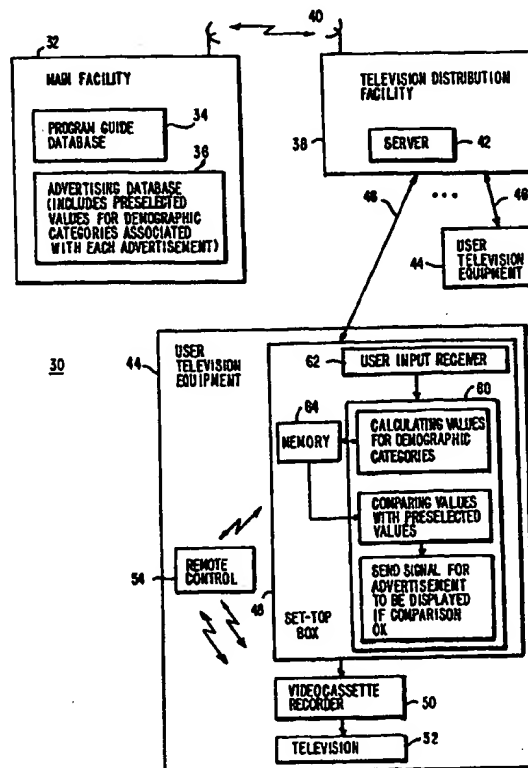 32
40
MAIN FACILITY
PROGRAM GUIDE
DATABASE
34
36
ADVERTISING DATABASE
(INCLUDES PRESELECTED
VALUES FOR DEMOGRAPHIC
CATEGORIES ASSOCIATED
WITH EACH ADVERTISEMENT)
TELEVISION DISTRIBUTION
FACILITY
38
SERVER
42
46
...
46
44
USER
TELEVISION
EQUIPMENT
30
44
USER
TELEVISION
EQUIPMENT
62
USER INPUT RECEIVER
60
64
MEMORY
CALCULATING VALUES
FOR DEMOGRAPHIC
CATEGORIES
COMPARING VALUES
WITH PRESELECTED
VALUES
SEND SIGNAL FOR
ADVERTISEMENT
TO BE DISPLAYED
IF COMPARISON
OK
REMOTE
CONTROL
54
48
SET-TOP
BOX
VIDEOCASSETTE
RECORDER
50
TELEVISION
52